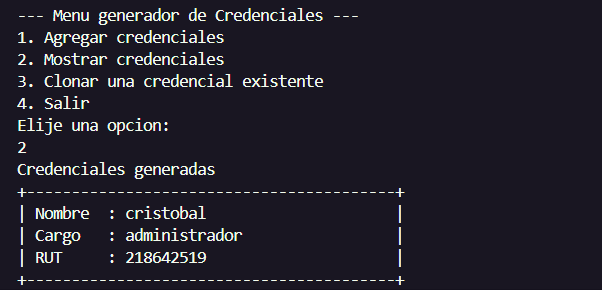 --- Menu generador de Credenciales ---
1. Agregar credenciales
2. Mostrar credenciales
3. Clonar una credencial existente
4. Salir
Elije una opcion:
2
Credenciales generadas
+-----------------------------------------+
| Nombre  : cristobal                     |
| Cargo   : administrador                 |
| RUT     : 218642519                     |
+-----------------------------------------+